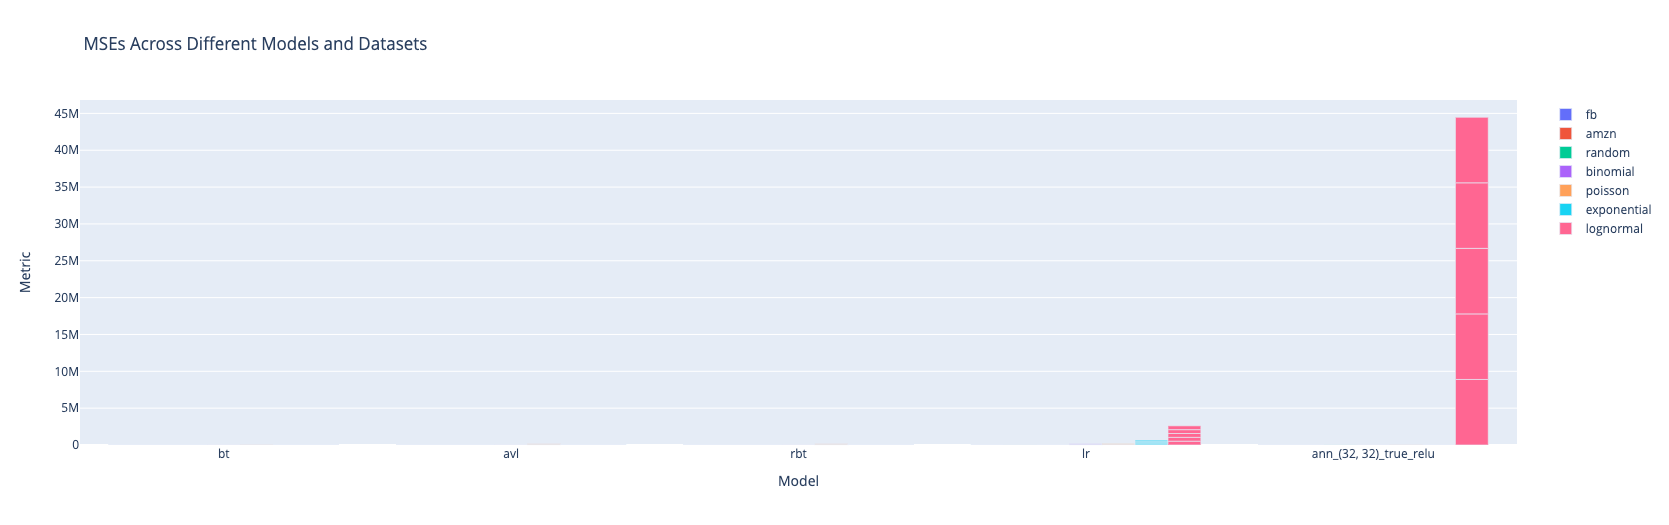 MSEs Across Different Models and Datasets
45M
40M
35M
30M
25M
20M
15M
10M
5M
0
Metric
bt
avl
rbt
lr
ann_(32, 32)_true_relu
Model
fb
amzn
random
binomial
poisson
exponential
lognormal